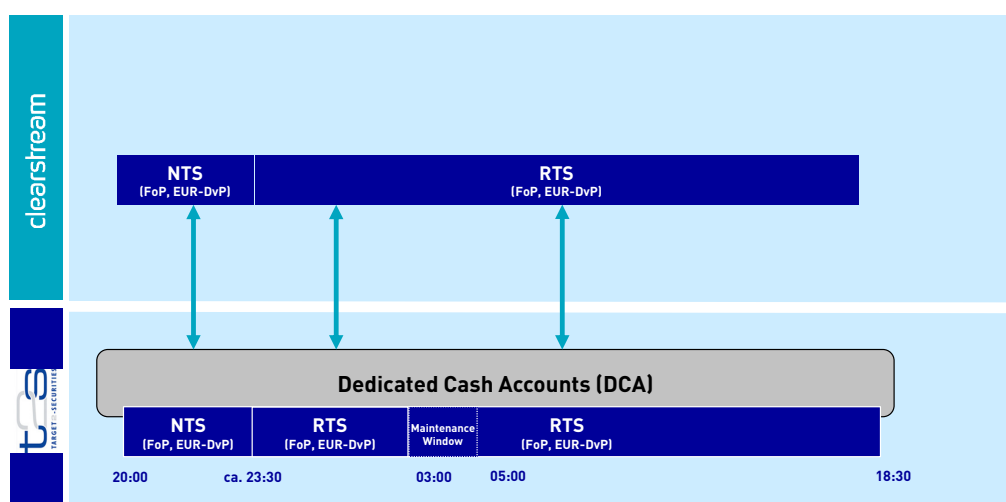 clearstream
NTS
(FoP, EUR-DvP)
RTS
(FoP, EUR-DvP)
t2s
TARGET2-SECURITIES
Dedicated Cash Accounts (DCA)
NTS
(FoP, EUR-DvP)
RTS
(FoP, EUR-DvP)
Maintenance
Window
RTS
(FoP, EUR-DvP)
20:00
ca. 23:30
03:00
05:00
18:30